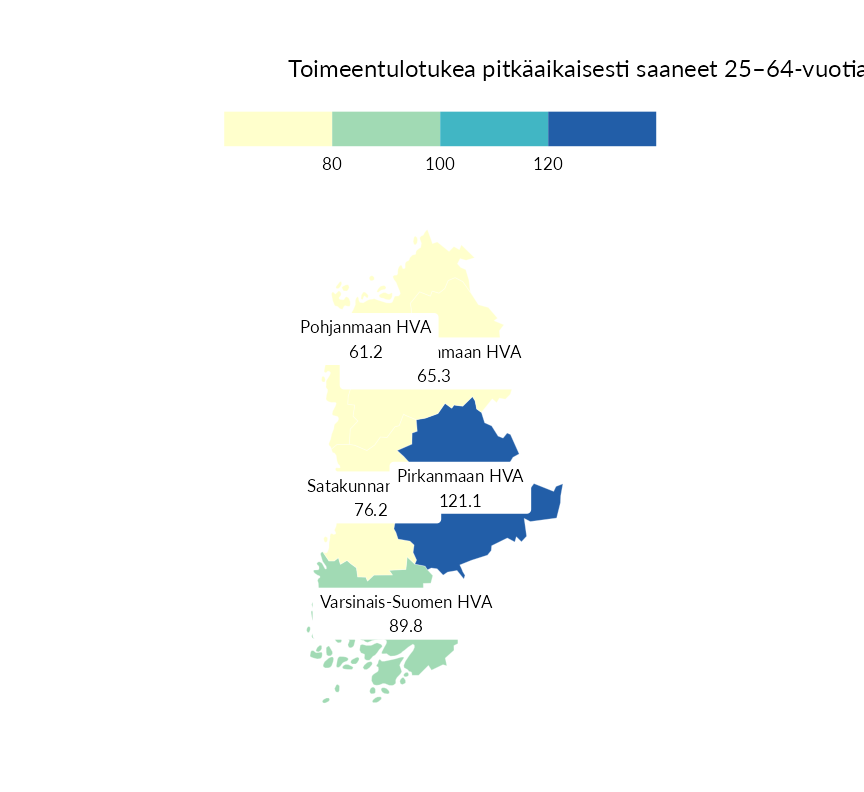 Toimeentulotukea pitkäaikaisesti saaneet 25–64-vuotia
80 100 120
Pohjanmaan HVA
61.2
nmaan HVA
65.3
Pirkanmaan HVA
121.1
Satakunnan
76.2
Varsinais-Suomen HVA
89.8